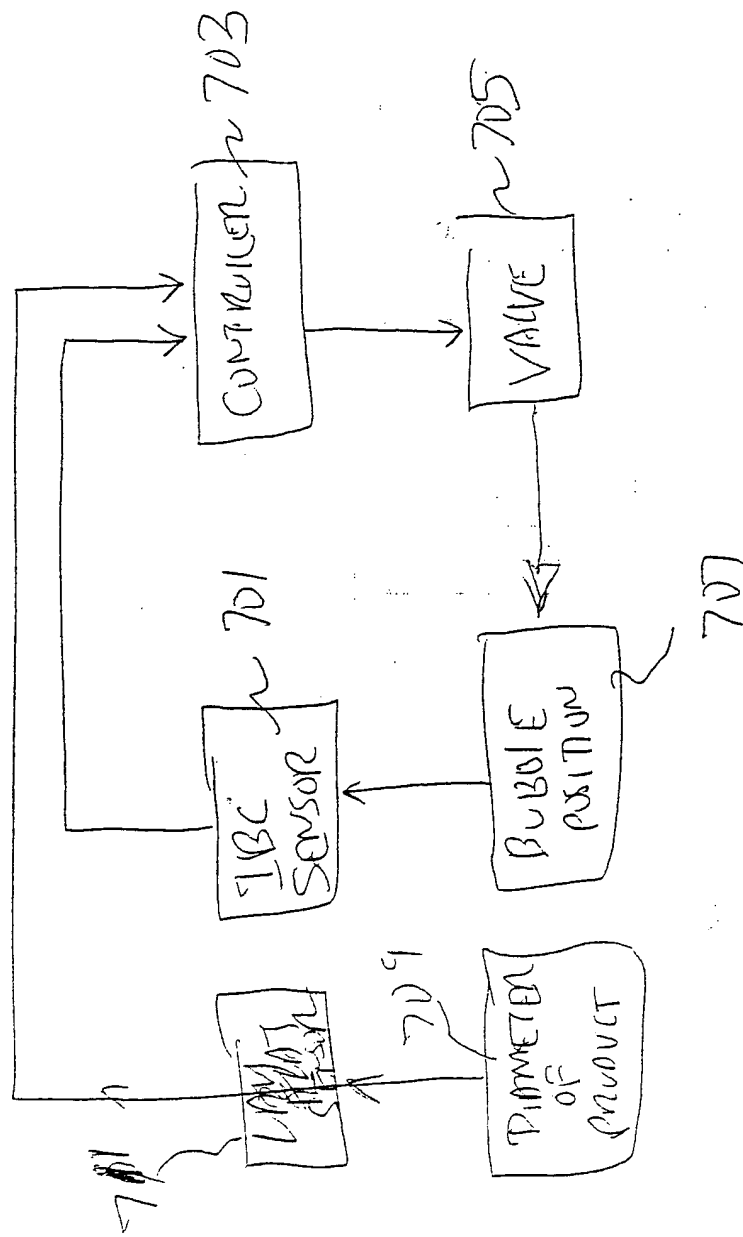 CONTROLLER
703
VALVE
705
IBC
SENSOR
701
BUBBLE
POSITION
707
709
DIAMETER
OF
PRODUCT